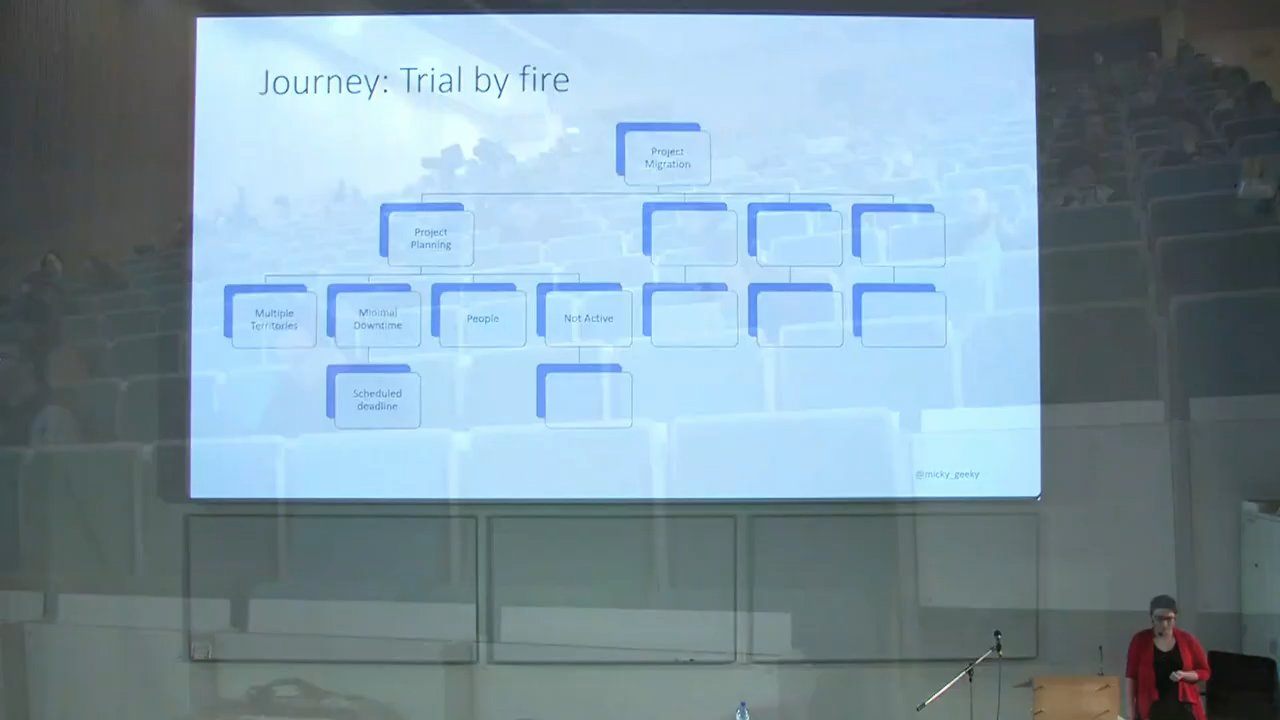 Journey: Trial by fire
Project
Migration
Project
Planning
Multiple
Territories
Minimal
Downtime
People
Not Active
Scheduled
deadline
@micky_geeky